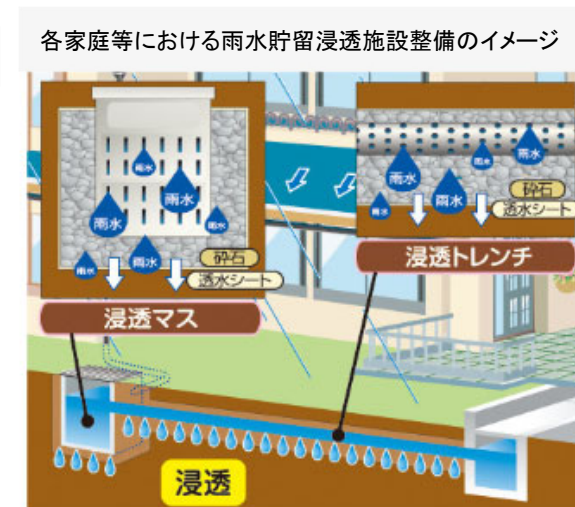 各家庭等における雨水貯留浸透施設整備のイメージ
雨水
雨水
雨水
雨水
雨水
雨水
砕石
透水シート
浸透マス
雨水
雨水
雨水
雨水
雨水
砕石
透水シート
浸透トレンチ
浸透